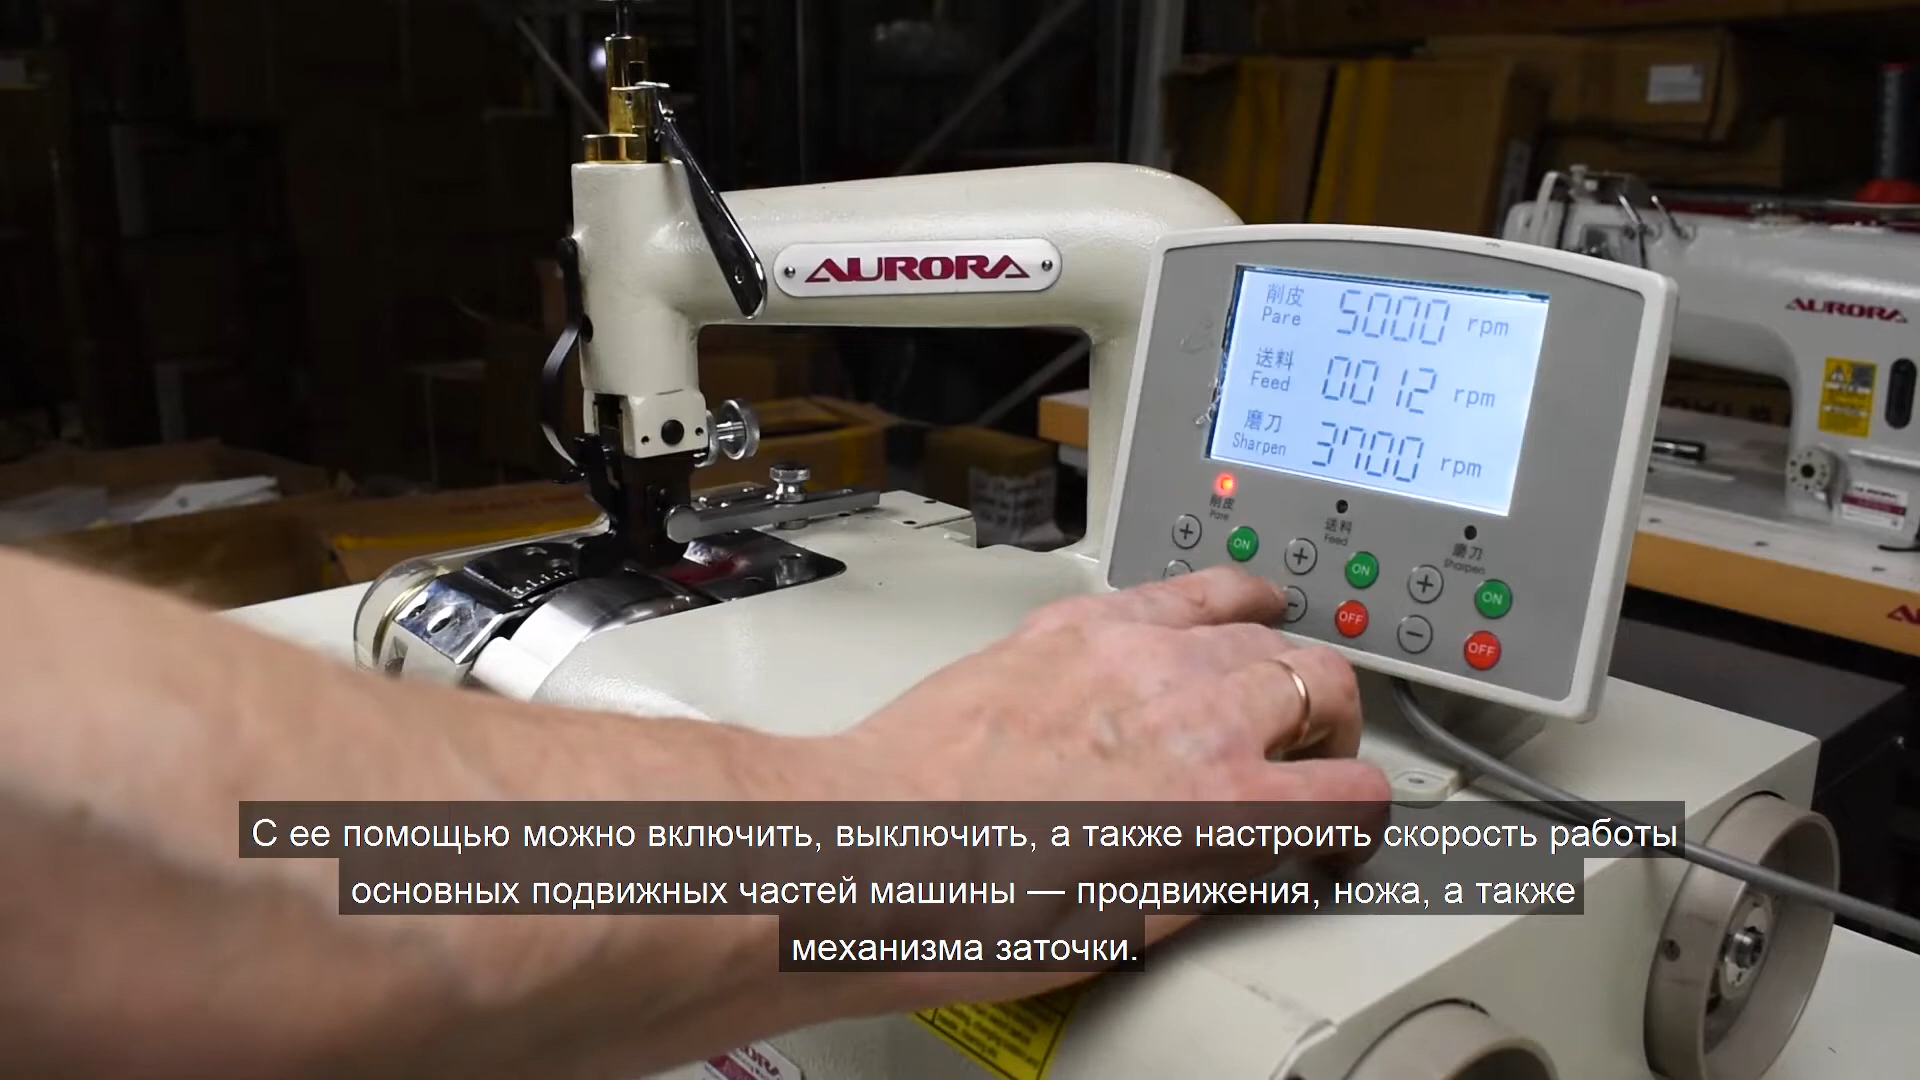 AURORA
削皮
Pare
5000 rpm
送料
Feed
0012 rpm
磨刀
Sharpen
3700 rpm
削皮
Pare
送料
Feed
磨刀
Sharpen
+
ON
+
ON
+
ON
-
OFF
-
OFF
AURORA
С ее помощью можно включить, выключить, а также настроить скорость работы
основных подвижных частей машины — продвижения, ножа, а также
механизма заточки.